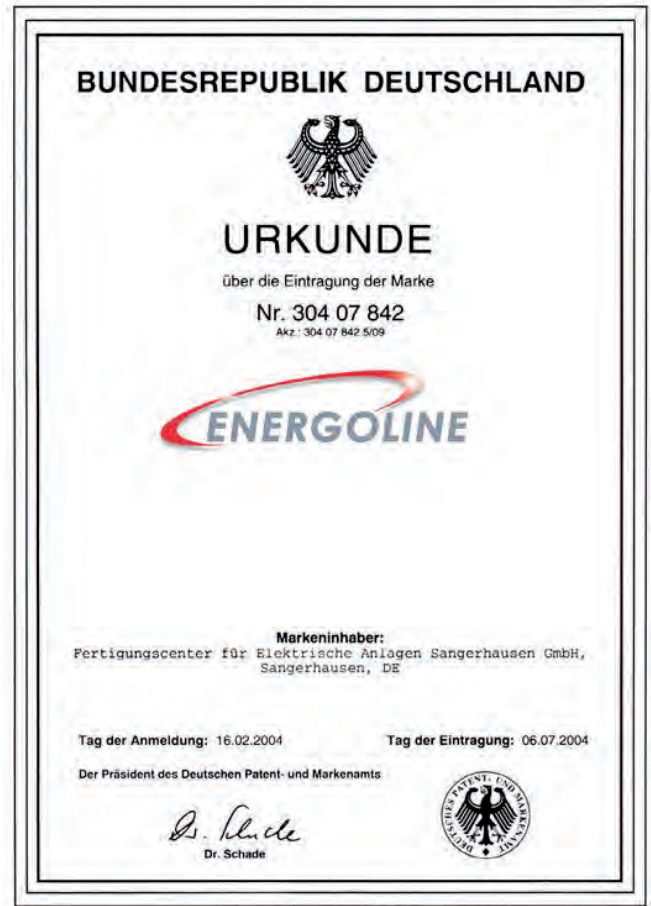 BUNDESREPUBLIK DEUTSCHLAND
URKUNDE
über die Eintragung der Marke
Nr. 304 07 842
Akz.: 304 07 842.5/09
ENERGOLINE
Markeninhaber:
Fertigungscenter für Elektrische Anlagen Sangerhausen GmbH,
Sangerhausen, DE
Tag der Anmeldung: 16.02.2004 Tag der Eintragung: 06.07.2004
Der Präsident des Deutschen Patent- und Markenamts
Dr. Schade
Dr. Schade
DEUTSCHES PATENT- UND MARKENAMT